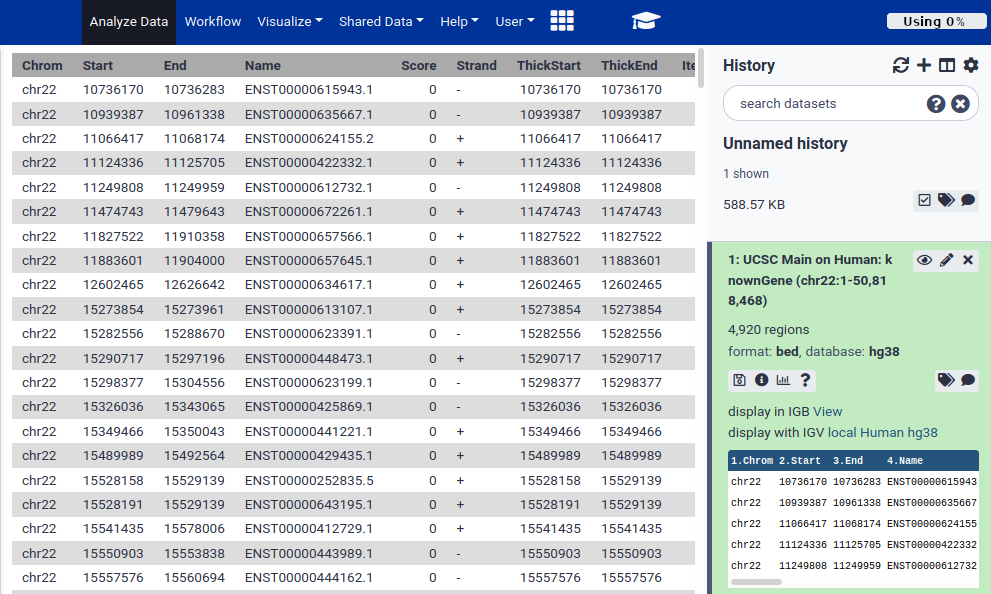 Analyze Data Workflow Visualize Shared Data Help User Using 0%
Chrom Start End Name Score Strand ThickStart ThickEnd Ite
chr22 10736170 10736283 ENST00000615943.1 0 - 10736170 10736170
chr22 10939387 10961338 ENST00000635667.1 0 - 10939387 10939387
chr22 11066417 11068174 ENST00000624155.2 0 + 11066417 11066417
chr22 11124336 11125705 ENST00000422332.1 0 + 11124336 11124336
chr22 11249808 11249959 ENST00000612732.1 0 - 11249808 11249808
chr22 11474743 11479643 ENST00000672261.1 0 + 11474743 11474743
chr22 11827522 11910358 ENST00000657566.1 0 + 11827522 11827522
chr22 11883601 11904000 ENST00000657645.1 0 + 11883601 11883601
chr22 12602465 12626642 ENST00000634617.1 0 + 12602465 12602465
chr22 15273854 15273961 ENST00000613107.1 0 + 15273854 15273854
chr22 15282556 15288670 ENST00000623391.1 0 - 15282556 15282556
chr22 15290717 15297196 ENST00000448473.1 0 + 15290717 15290717
chr22 15298377 15304556 ENST00000623199.1 0 - 15298377 15298377
chr22 15326036 15343065 ENST00000425869.1 0 - 15326036 15326036
chr22 15349466 15350043 ENST00000441221.1 0 + 15349466 15349466
chr22 15489989 15492564 ENST00000429435.1 0 + 15489989 15489989
chr22 15528158 15529139 ENST00000252835.5 0 + 15528158 15529139
chr22 15528191 15529139 ENST00000643195.1 0 + 15528191 15529139
chr22 15541435 15578006 ENST00000412729.1 0 + 15541435 15541435
chr22 15550903 15553838 ENST00000443989.1 0 - 15550903 15550903
chr22 15557576 15560694 ENST00000444162.1 0 - 15557576 15557576
History
search datasets
Unnamed history
1 shown
588.57 KB
1: UCSC Main on Human: k
nownGene (chr22:1-50,81
8,468)
4,920 regions
format: bed, database: hg38
display in IGB View
display with IGV local Human hg38
1.Chrom 2.Start 3.End 4.Name
chr22 10736170 10736283 ENST00000615943
chr22 10939387 10961338 ENST00000635667
chr22 11066417 11068174 ENST00000624155
chr22 11124336 11125705 ENST00000422332
chr22 11249808 11249959 ENST00000612732